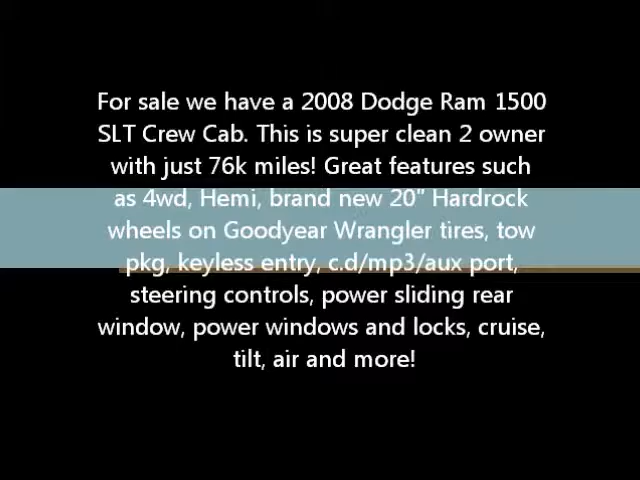 For sale we have a 2008 Dodge Ram 1500
SLT Crew Cab. This is super clean 2 owner
with just 76k miles! Great features such
as 4wd, Hemi, brand new 20" Hardrock
wheels on Goodyear Wrangler tires, tow
pkg, keyless entry, c.d/mp3/aux port,
steering controls, power sliding rear
window, power windows and locks, cruise,
tilt, air and more!